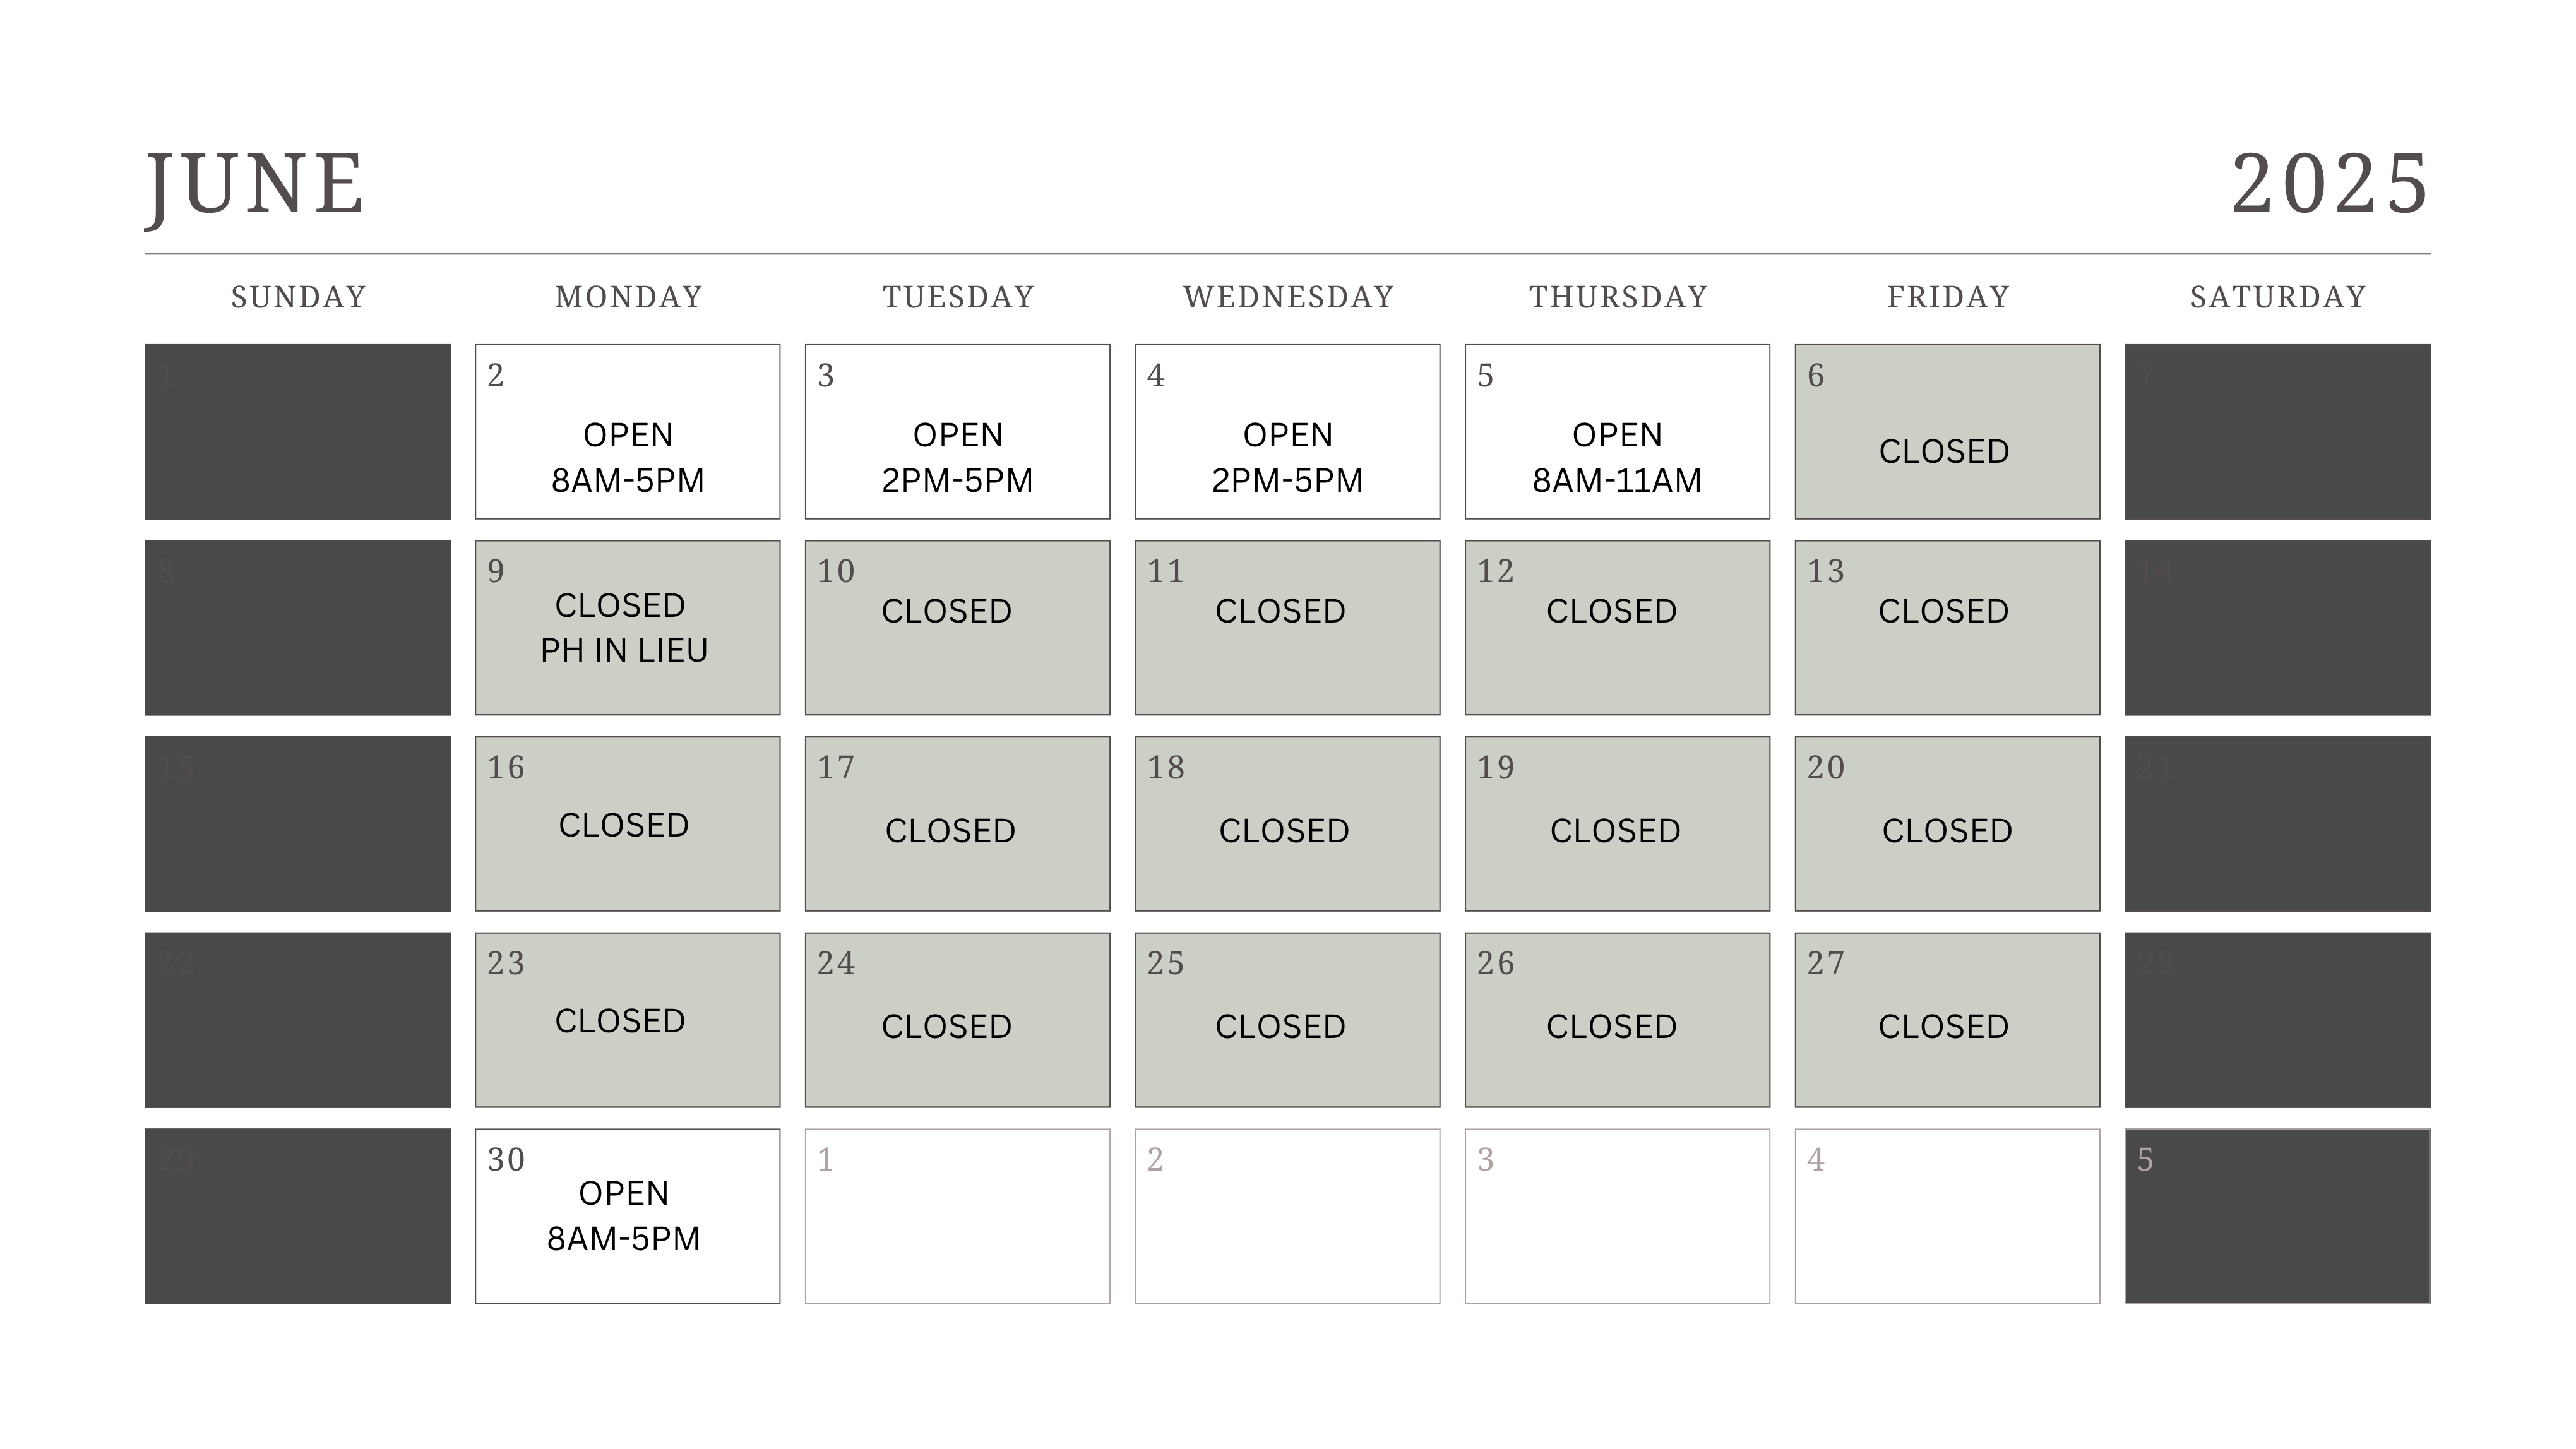 JUNE 2025
SUNDAY MONDAY TUESDAY WEDNESDAY THURSDAY FRIDAY SATURDAY
1 2 3 4 5 6 7
OPEN OPEN OPEN OPEN CLOSED
8AM-5PM 2PM-5PM 2PM-5PM 8AM-11AM
8 9 10 11 12 13 14
CLOSED CLOSED CLOSED CLOSED CLOSED
PH IN LIEU
15 16 17 18 19 20 21
CLOSED CLOSED CLOSED CLOSED CLOSED
22 23 24 25 26 27 28
CLOSED CLOSED CLOSED CLOSED CLOSED
29 30 1 2 3 4 5
OPEN
8AM-5PM